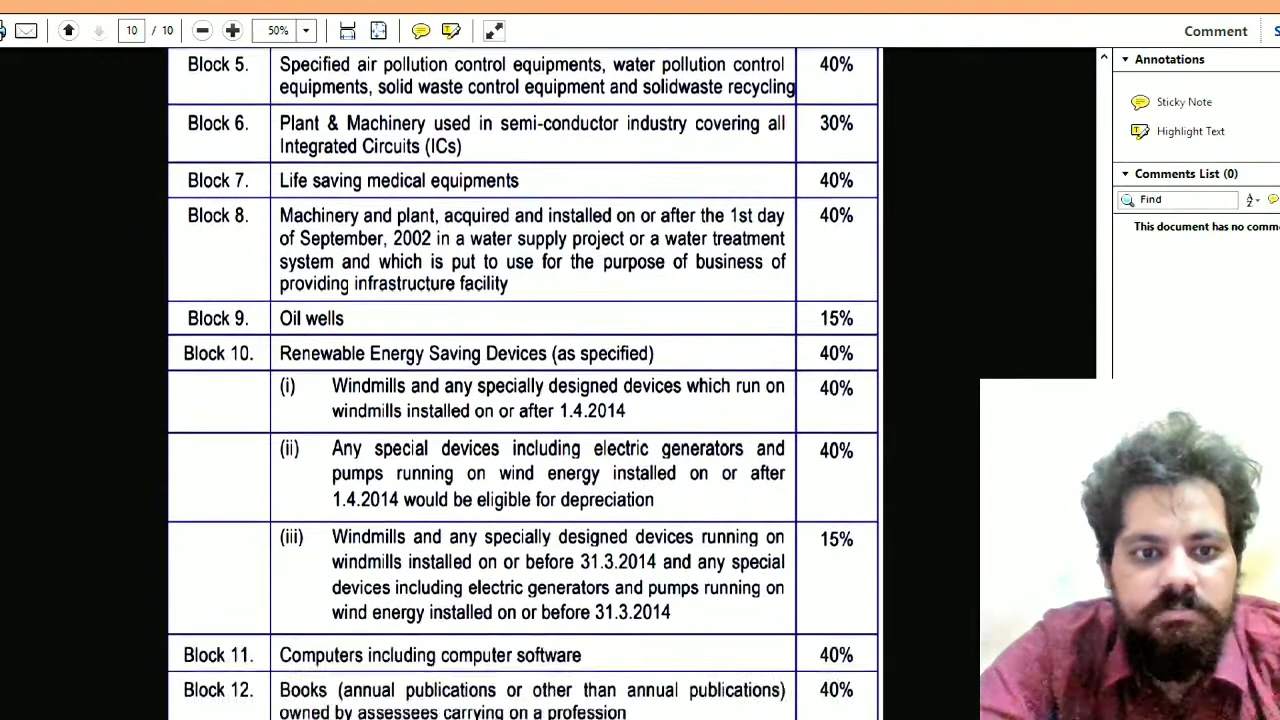 10 / 10 50% Comment
Block 5. Specified air pollution control equipments, water pollution control 40%
equipments, solid waste control equipment and solidwaste recycling
Block 6. Plant & Machinery used in semi-conductor industry covering all 30%
Integrated Circuits (ICs)
Block 7. Life saving medical equipments 40%
Block 8. Machinery and plant, acquired and installed on or after the 1st day 40%
of September, 2002 in a water supply project or a water treatment
system and which is put to use for the purpose of business of
providing infrastructure facility
Block 9. Oil wells 15%
Block 10. Renewable Energy Saving Devices (as specified) 40%
(i) Windmills and any specially designed devices which run on 40%
windmills installed on or after 1.4.2014
(ii) Any special devices including electric generators and 40%
pumps running on wind energy installed on or after
1.4.2014 would be eligible for depreciation
(iii) Windmills and any specially designed devices running on 15%
windmills installed on or before 31.3.2014 and any special
devices including electric generators and pumps running on
wind energy installed on or before 31.3.2014
Block 11. Computers including computer software 40%
Block 12. Books (annual publications or other than annual publications) 40%
owned by assessees carrying on a profession
Annotations
Sticky Note
Highlight Text
Comments List (0)
Find
This document has no